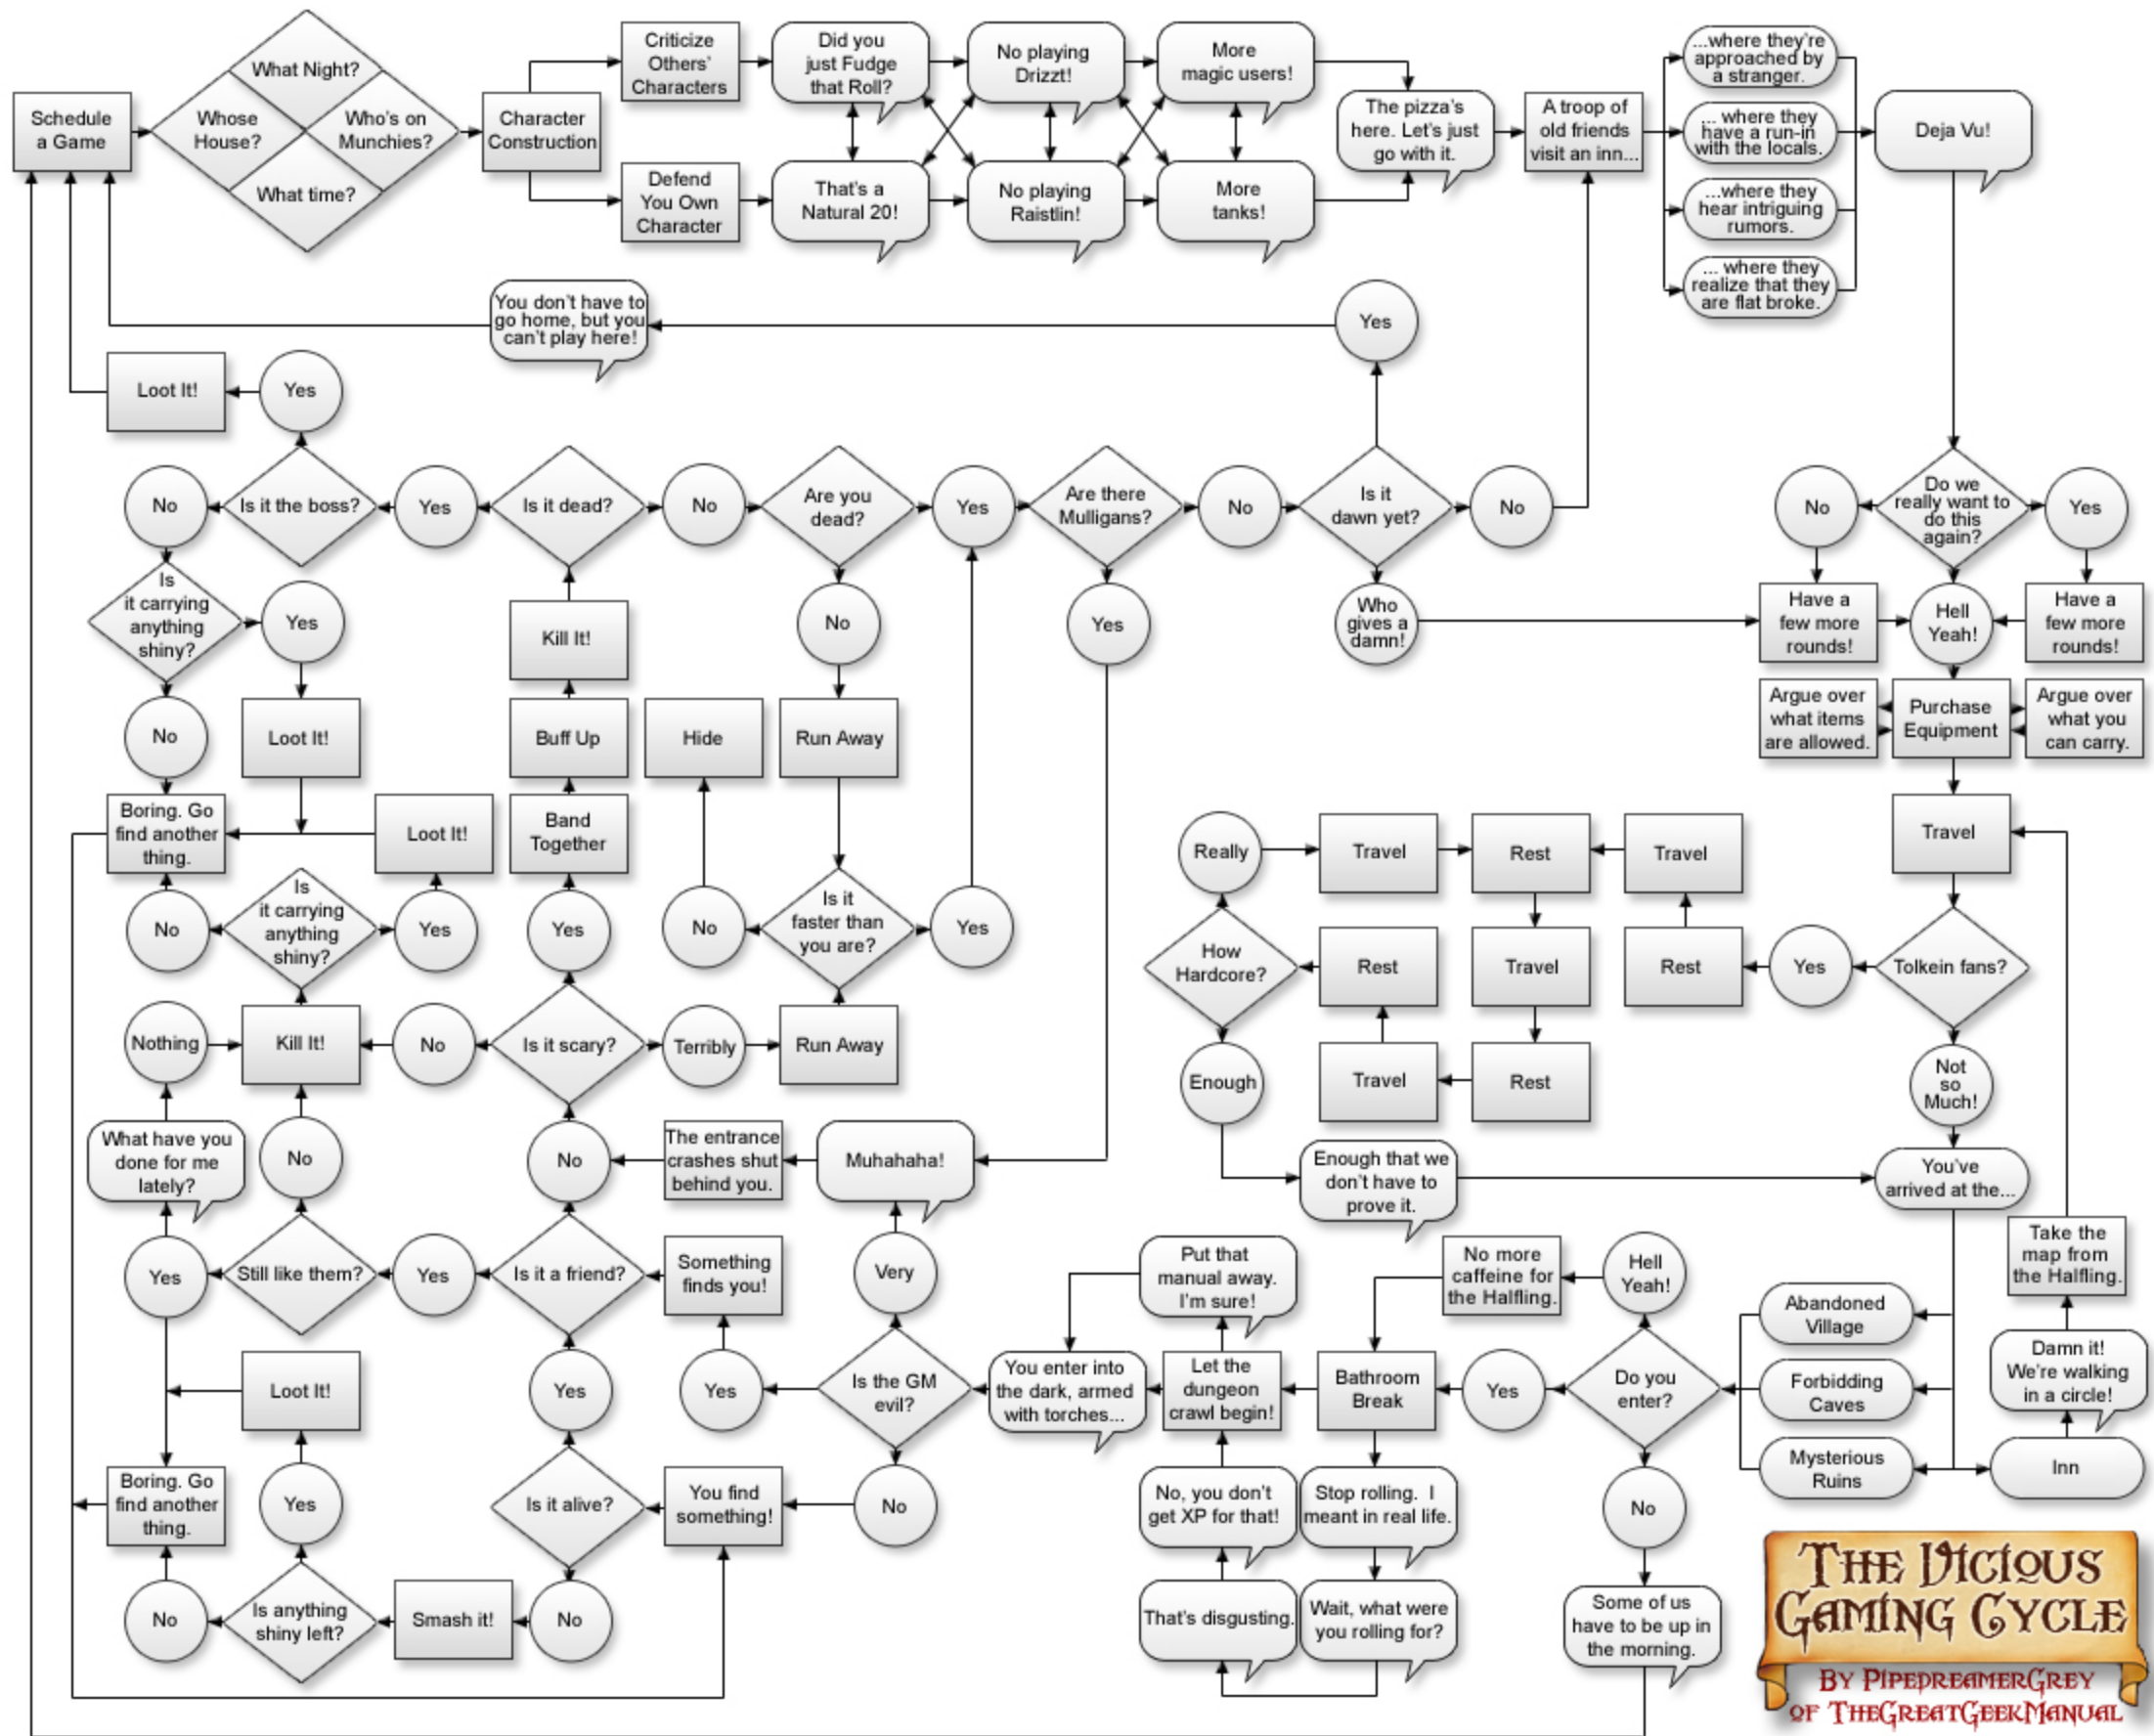 What Night?
Schedule
a Game
Whose
House?
Who's on
Munchies?
What time?
Character
Construction
Criticize
Others'
Characters
Did you
just Fudge
that Roll?
No playing
Drizzt!
More
magic users!
Defend
You Own
Character
That's a
Natural 20!
No playing
Raistlin!
More
tanks!
The pizza's
here. Let's just
go with it.
A troop of
old friends
visit an inn...
...where they're
approached by
a stranger.
... where they
have a run-in
with the locals.
...where they
hear intriguing
rumors.
... where they
realize that they
are flat broke.
Deja Vu!
You don't have to
go home, but you
can't play here!
Yes
Loot It!
Yes
No
Is it the boss?
Yes
Is it dead?
No
Are you
dead?
Yes
Are there
Mulligans?
No
Is it
dawn yet?
No
No
Do we
really want to
do this
again?
Yes
Is
it carrying
anything
shiny?
Yes
Kill It!
No
Yes
Who
gives a
damn!
Have a
few more
rounds!
Hell
Yeah!
Have a
few more
rounds!
No
Loot It!
Buff Up
Hide
Run Away
Argue over
what items
are allowed.
Purchase
Equipment
Argue over
what you
can carry.
Boring. Go
find another
thing.
Loot It!
Band
Together
Really
Travel
Rest
Travel
Travel
No
Is
it carrying
anything
shiny?
Yes
Yes
No
Is it
faster than
you are?
Yes
How
Hardcore?
Rest
Travel
Rest
Yes
Tolkein fans?
Nothing
Kill It!
No
Is it scary?
Terribly
Run Away
Enough
Travel
Rest
Not
so
Much!
What have you
done for me
lately?
No
No
The entrance
crashes shut
behind you.
Muhahaha!
Enough that we
don't have to
prove it.
You've
arrived at the...
Yes
Still like them?
Yes
Is it a friend?
Something
finds you!
Very
Put that
manual away.
I'm sure!
No more
caffeine for
the Halfling.
Hell
Yeah!
Abandoned
Village
Take the
map from
the Halfling.
Loot It!
Yes
Yes
Is the GM
evil?
You enter into
the dark, armed
with torches...
Let the
dungeon
crawl begin!
Bathroom
Break
Yes
Do you
enter?
Forbidding
Caves
Damn it!
We're walking
in a circle!
Boring. Go
find another
thing.
Yes
Is it alive?
You find
something!
No
No, you don't
get XP for that!
Stop rolling. I
meant in real life.
No
Mysterious
Ruins
Inn
No
Is anything
shiny left?
Smash it!
No
That's disgusting.
Wait, what were
you rolling for?
Some of us
have to be up in
the morning.
The Vicious
Gaming Cycle
By PipedreamerGrey
of TheGreatGeekManual